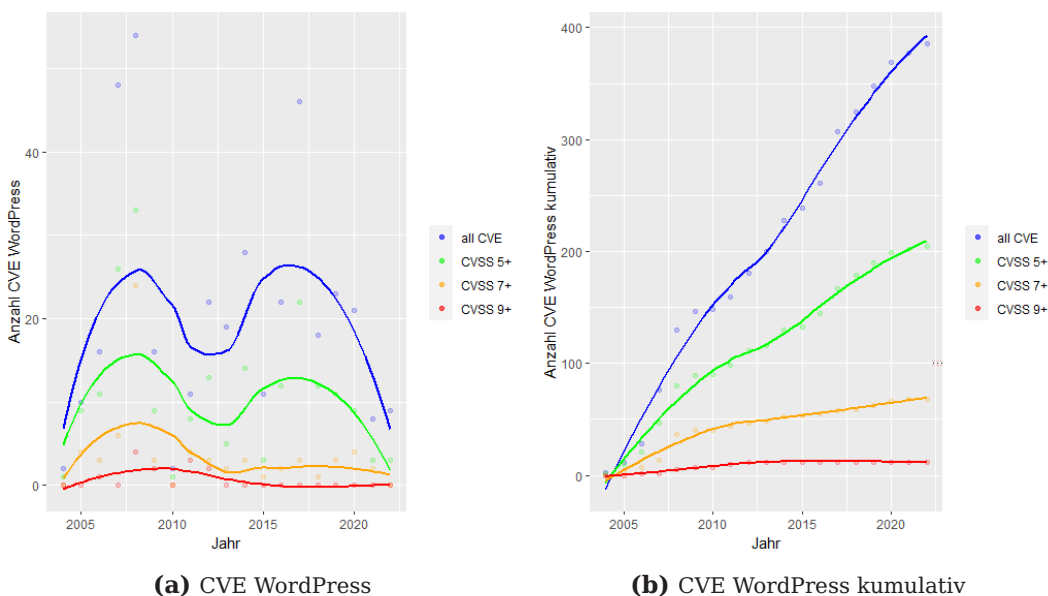 Anzahl CVE WordPress
40
20
0
2005 2010 2015 2020
Jahr
all CVE
CVSS 5+
CVSS 7+
CVSS 9+
(a) CVE WordPress
Anzahl CVE WordPress kumulativ
400
300
200
100
0
2005 2010 2015 2020
Jahr
all CVE
CVSS 5+
CVSS 7+
CVSS 9+
(b) CVE WordPress kumulativ